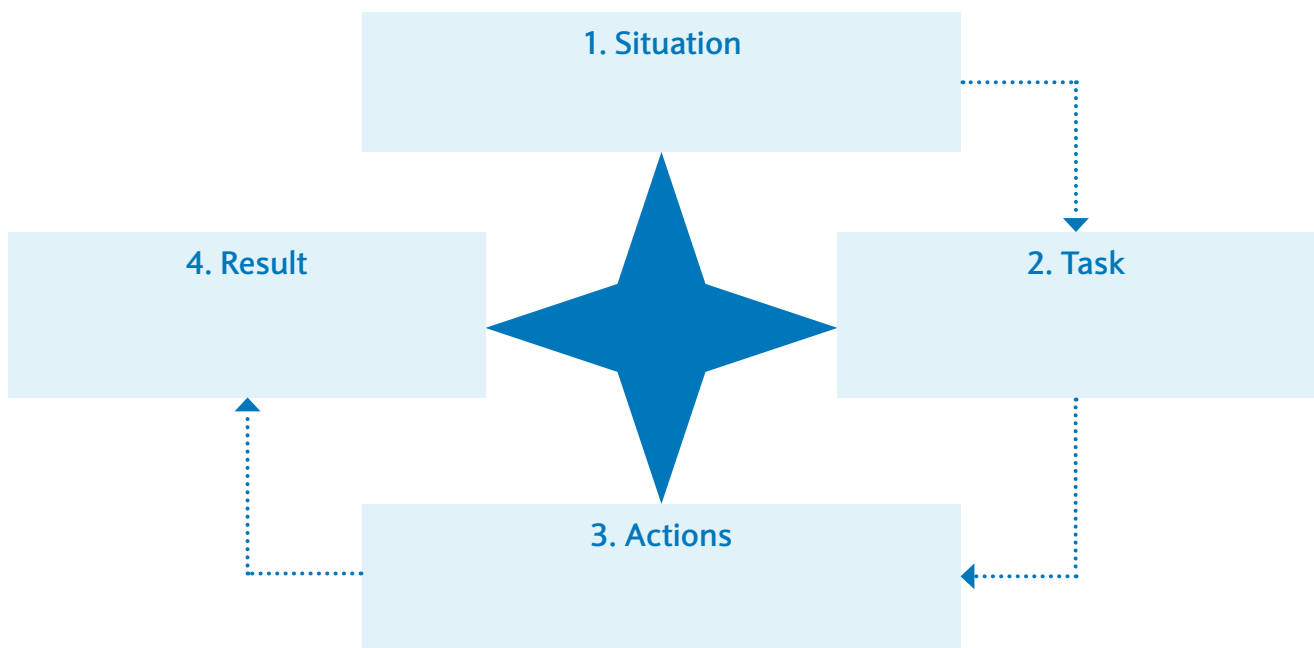 1. Situation
2. Task
3. Actions
4. Result